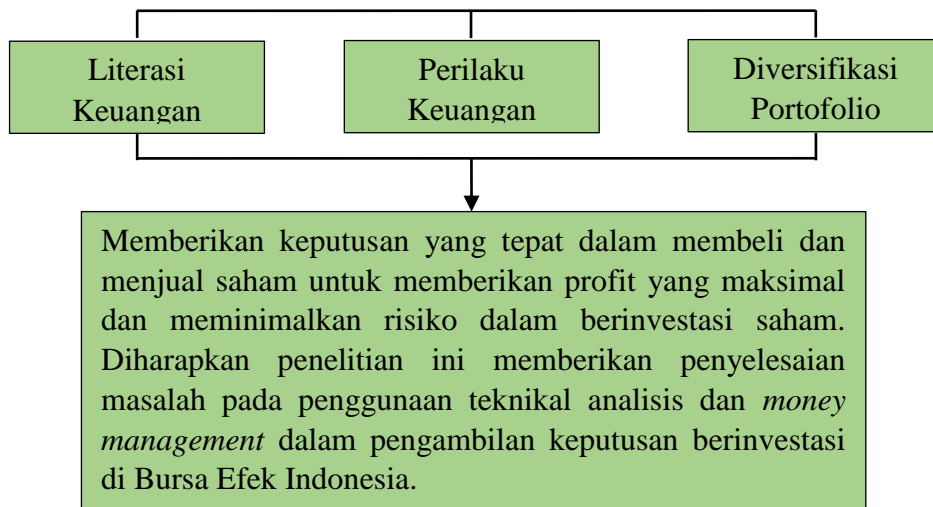 Literasi
Keuangan
Perilaku
Keuangan
Diversifikasi
Portofolio
Memberikan keputusan yang tepat dalam membeli dan
menjual saham untuk memberikan profit yang maksimal
dan meminimalkan risiko dalam berinvestasi saham.
Diharapkan penelitian ini memberikan penyelesaian
masalah pada penggunaan teknikal analisis dan money
management dalam pengambilan keputusan berinvestasi
di Bursa Efek Indonesia.